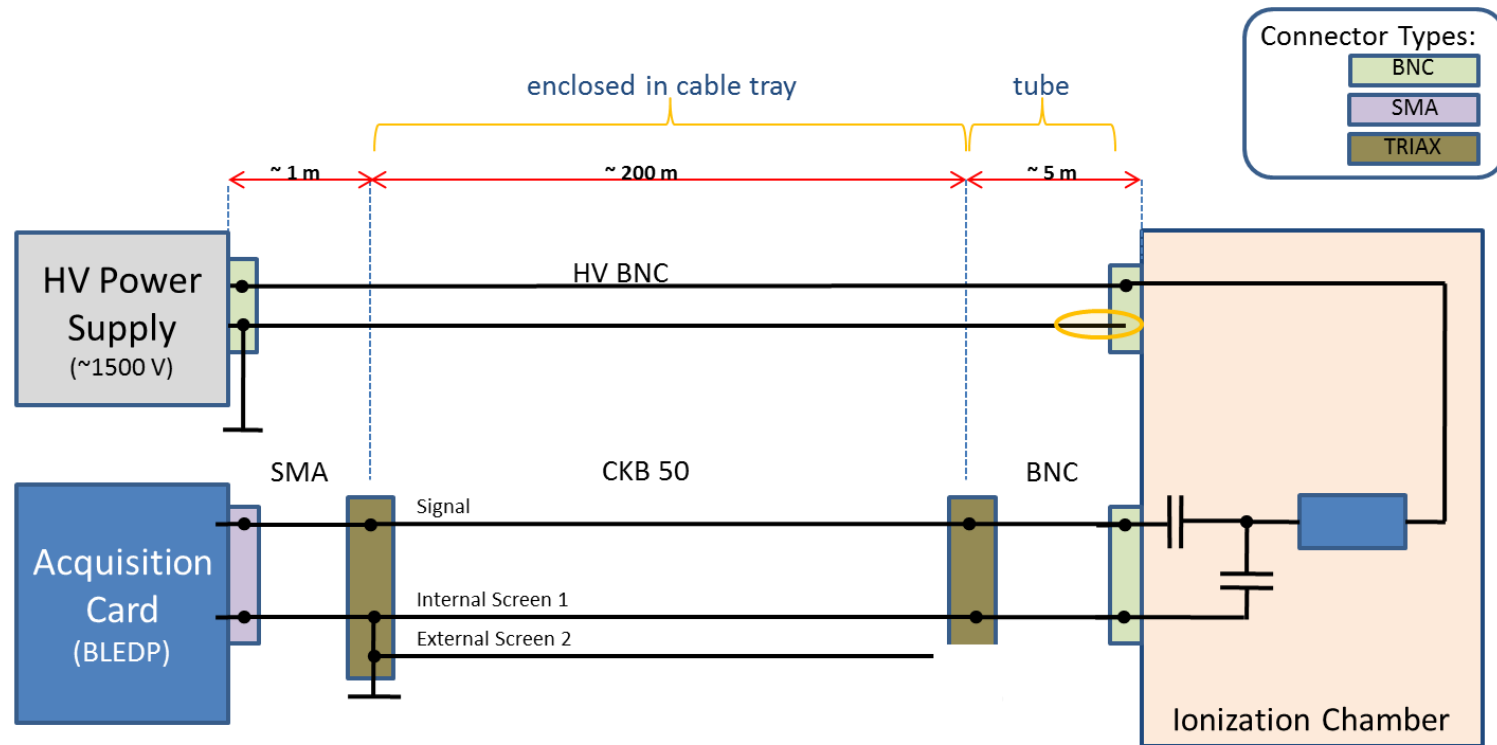 Connector Types:
BNC
SMA
TRIAX
enclosed in cable tray
tube
~ 1 m
~ 200 m
~ 5 m
HV Power
Supply
(~1500 V)
HV BNC
SMA
CKB 50
BNC
Signal
Acquisition
Card
(BLEDP)
Internal Screen 1
External Screen 2
Ionization Chamber